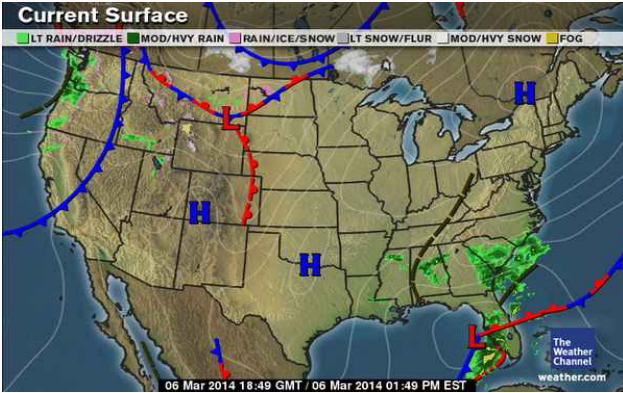 Current Surface
LT RAIN/DRIZZLE MOD/HVY RAIN RAIN/ICE/SNOW LT SNOW/FLUR MOD/HVY SNOW FOG
H
L
H
H
L
The
Weather
Channel
weather.com
06 Mar 2014 18:49 GMT / 06 Mar 2014 01:49 PM EST